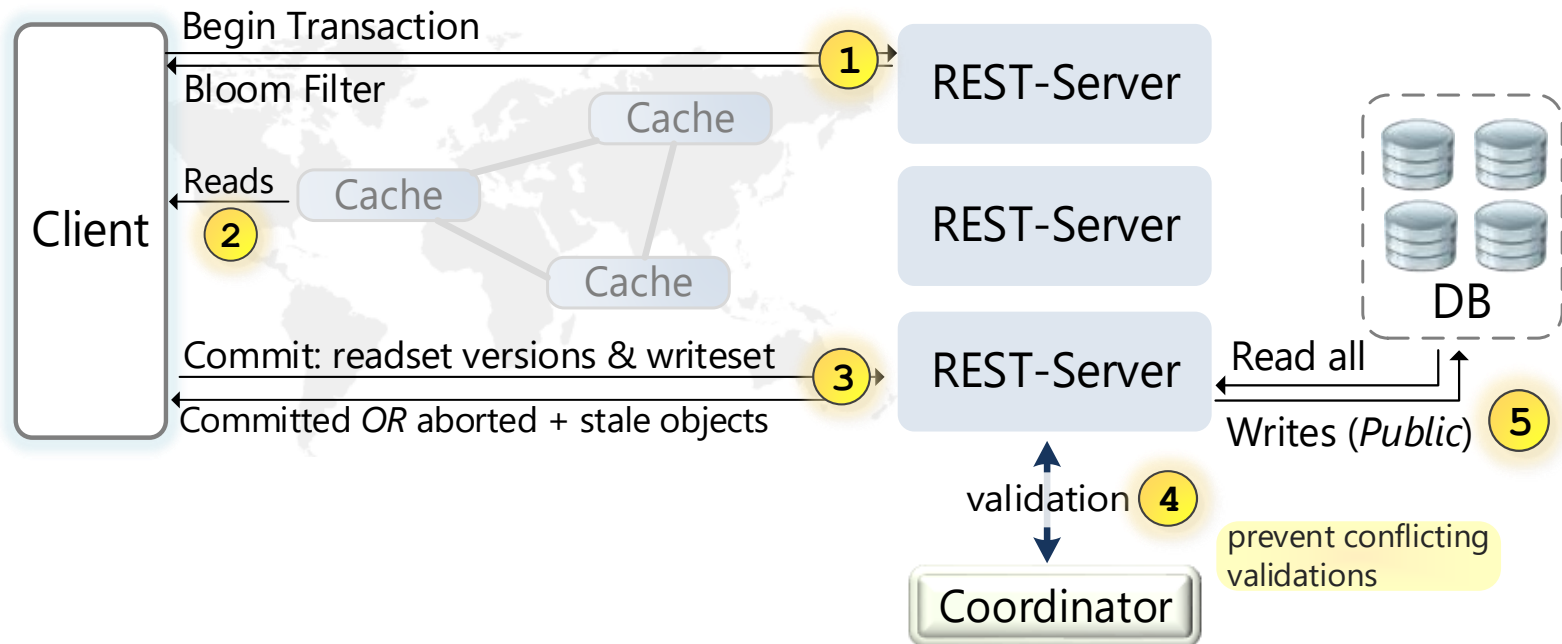 Begin Transaction
1
REST-Server
Bloom Filter
Cache
Reads
Cache
2
Client
REST-Server
Cache
DB
Commit: readset versions & writeset
3
REST-Server
Read all
Committed OR aborted + stale objects
Writes (Public)
5
validation
4
prevent conflicting
validations
Coordinator